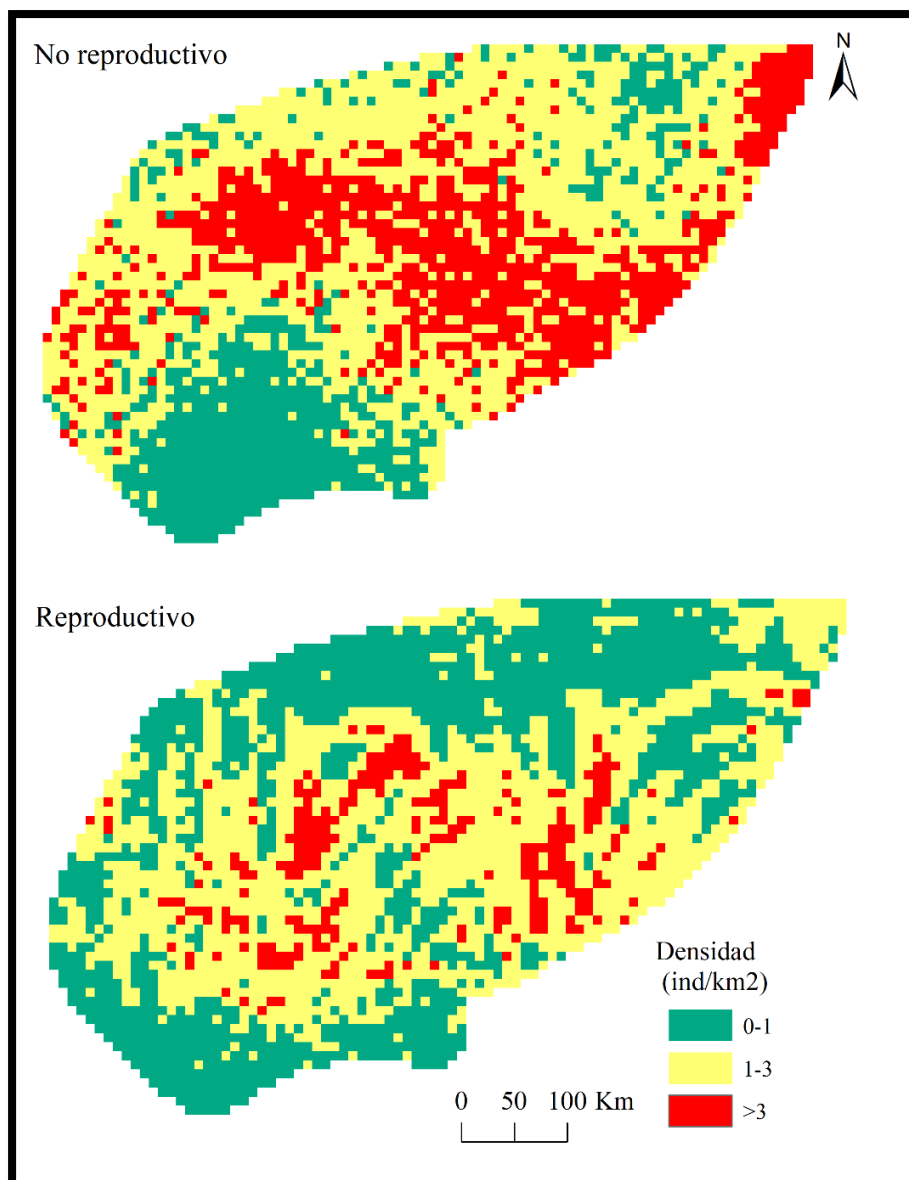 No reproductivo
N
Reproductivo
Densidad
(ind/km2)
0-1
1-3
>3
0 50 100 Km